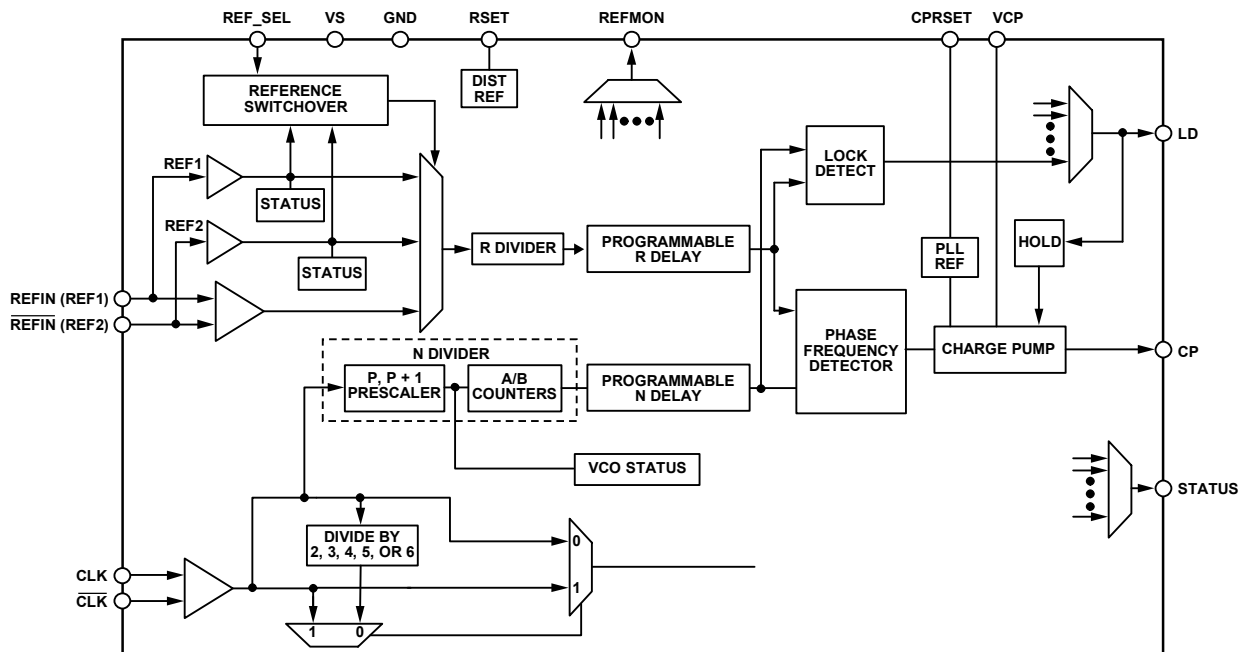 REF_SEL
VS
GND
RSET
REFMON
CPRSET
VCP
DIST
REF
REFERENCE
SWITCHOVER
LD
LOCK
DETECT
REF1
STATUS
REF2
STATUS
R DIVIDER
PROGRAMMABLE
R DELAY
PLL
REF
HOLD
REFIN (REF1)
REFIN (REF2)
PHASE
FREQUENCY
DETECTOR
CHARGE PUMP
CP
N DIVIDER
P, P + 1
PRESCALER
A/B
COUNTERS
PROGRAMMABLE
N DELAY
VCO STATUS
STATUS
DIVIDE BY
2, 3, 4, 5, OR 6
0
CLK
CLK
1
1
0